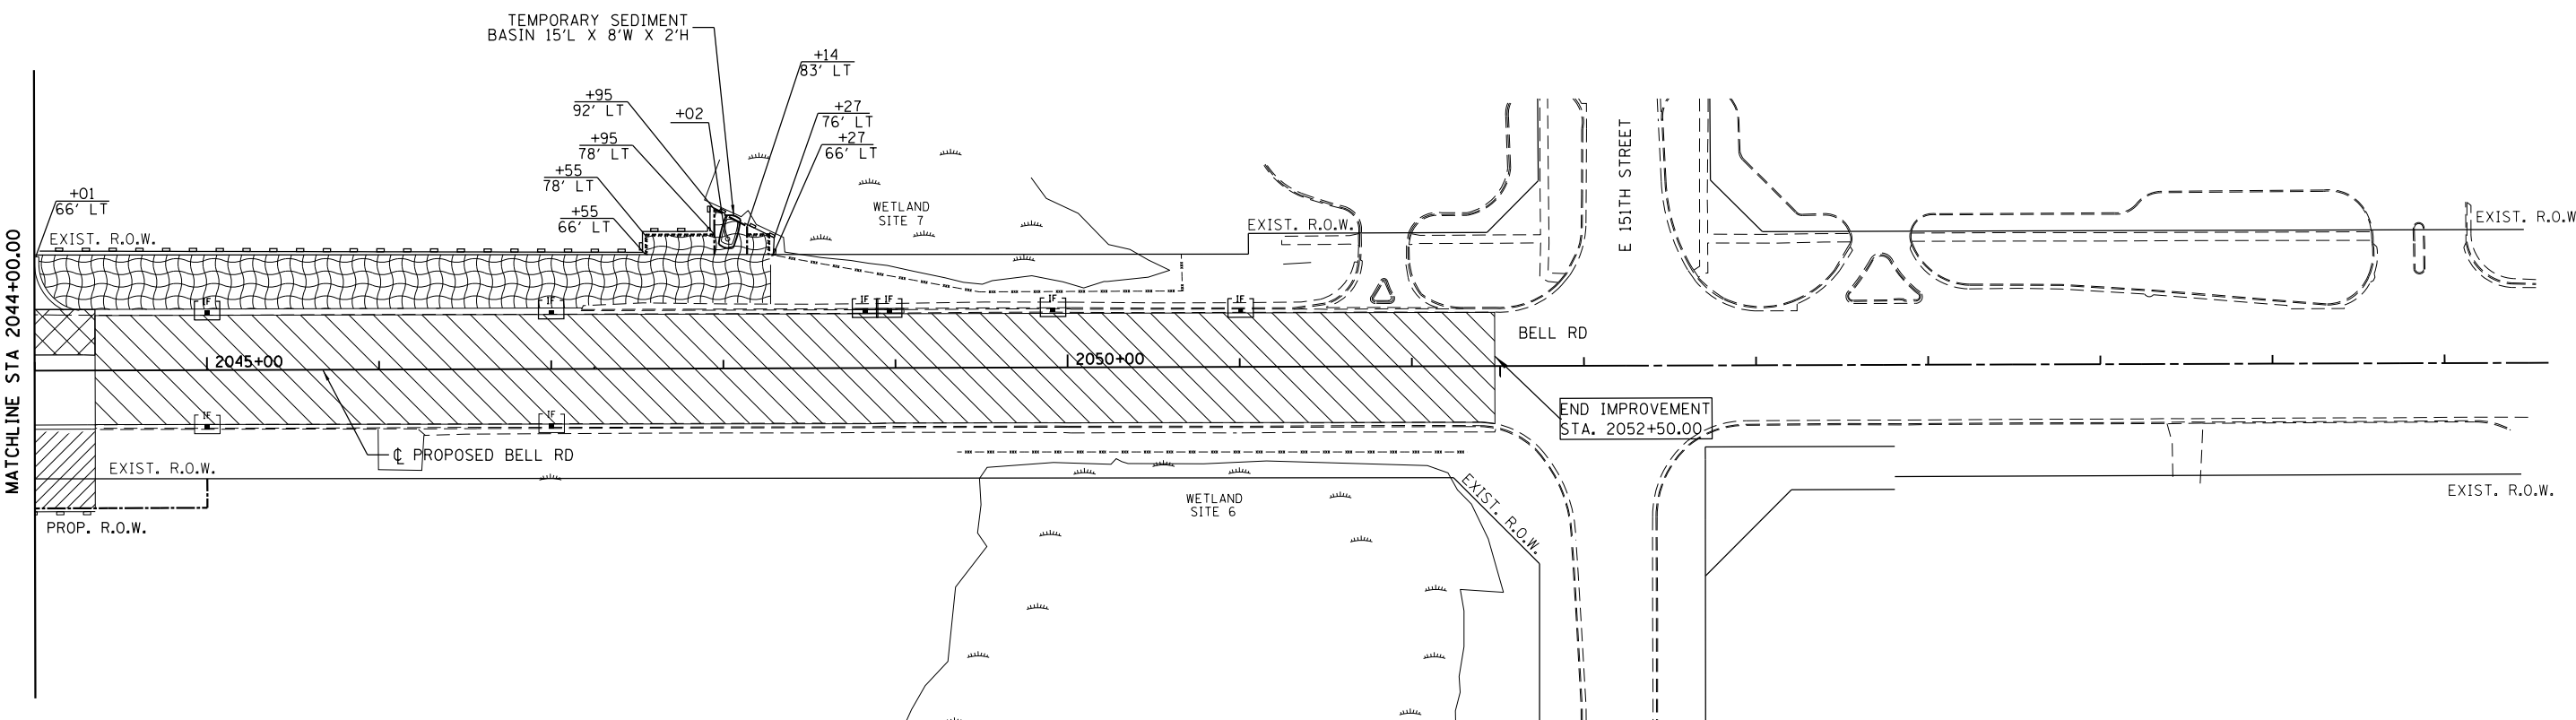 TEMPORARY SEDIMENT
BASIN 15'L X 8'W X 2'H
+14
83' LT
+95
92' LT
+02
+27
76' LT
+95
78' LT
+27
66' LT
+55
78' LT
+01
66' LT
+55
66' LT
EXIST. R.O.W.
WETLAND
SITE 7
EXIST. R.O.W.
E 151TH STREET
EXIST. R.O.W
MATCHLINE STA 2044+00.00
IF
IF
IF
IF
IF
IF
BELL RD
2045+00
2050+00
END IMPROVEMENT
STA. 2052+50.00
IF
IF
℄ PROPOSED BELL RD
EXIST. R.O.W.
EXIST. R.O.W.
WETLAND
SITE 6
EXIST. R.O.W.
PROP. R.O.W.